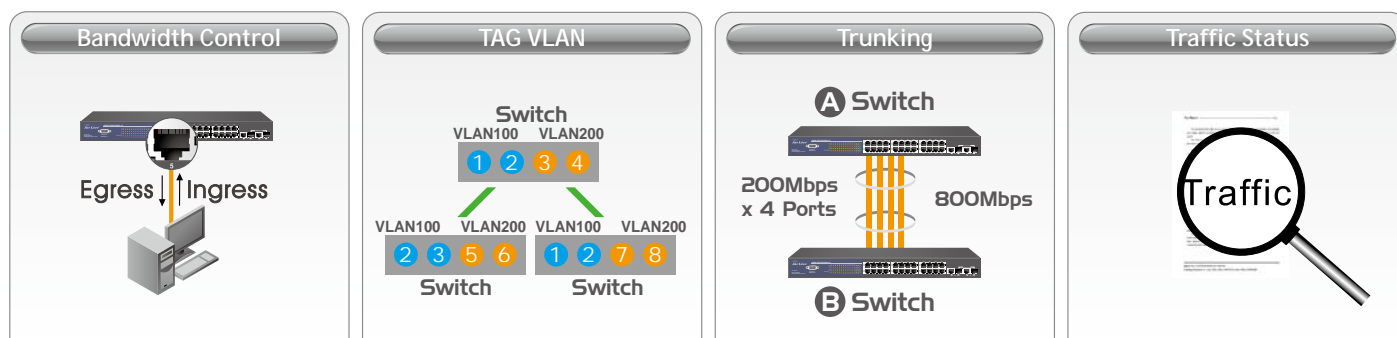 Bandwidth Control
5
Egress Ingress
TAG VLAN
Switch
VLAN100 VLAN200
1 2 3 4
VLAN100 VLAN200 VLAN100 VLAN200
2 3 5 6 1 2 7 8
Switch Switch
Trunking
A Switch
200Mbps
x 4 Ports
800Mbps
B Switch
Traffic Status
Traffic